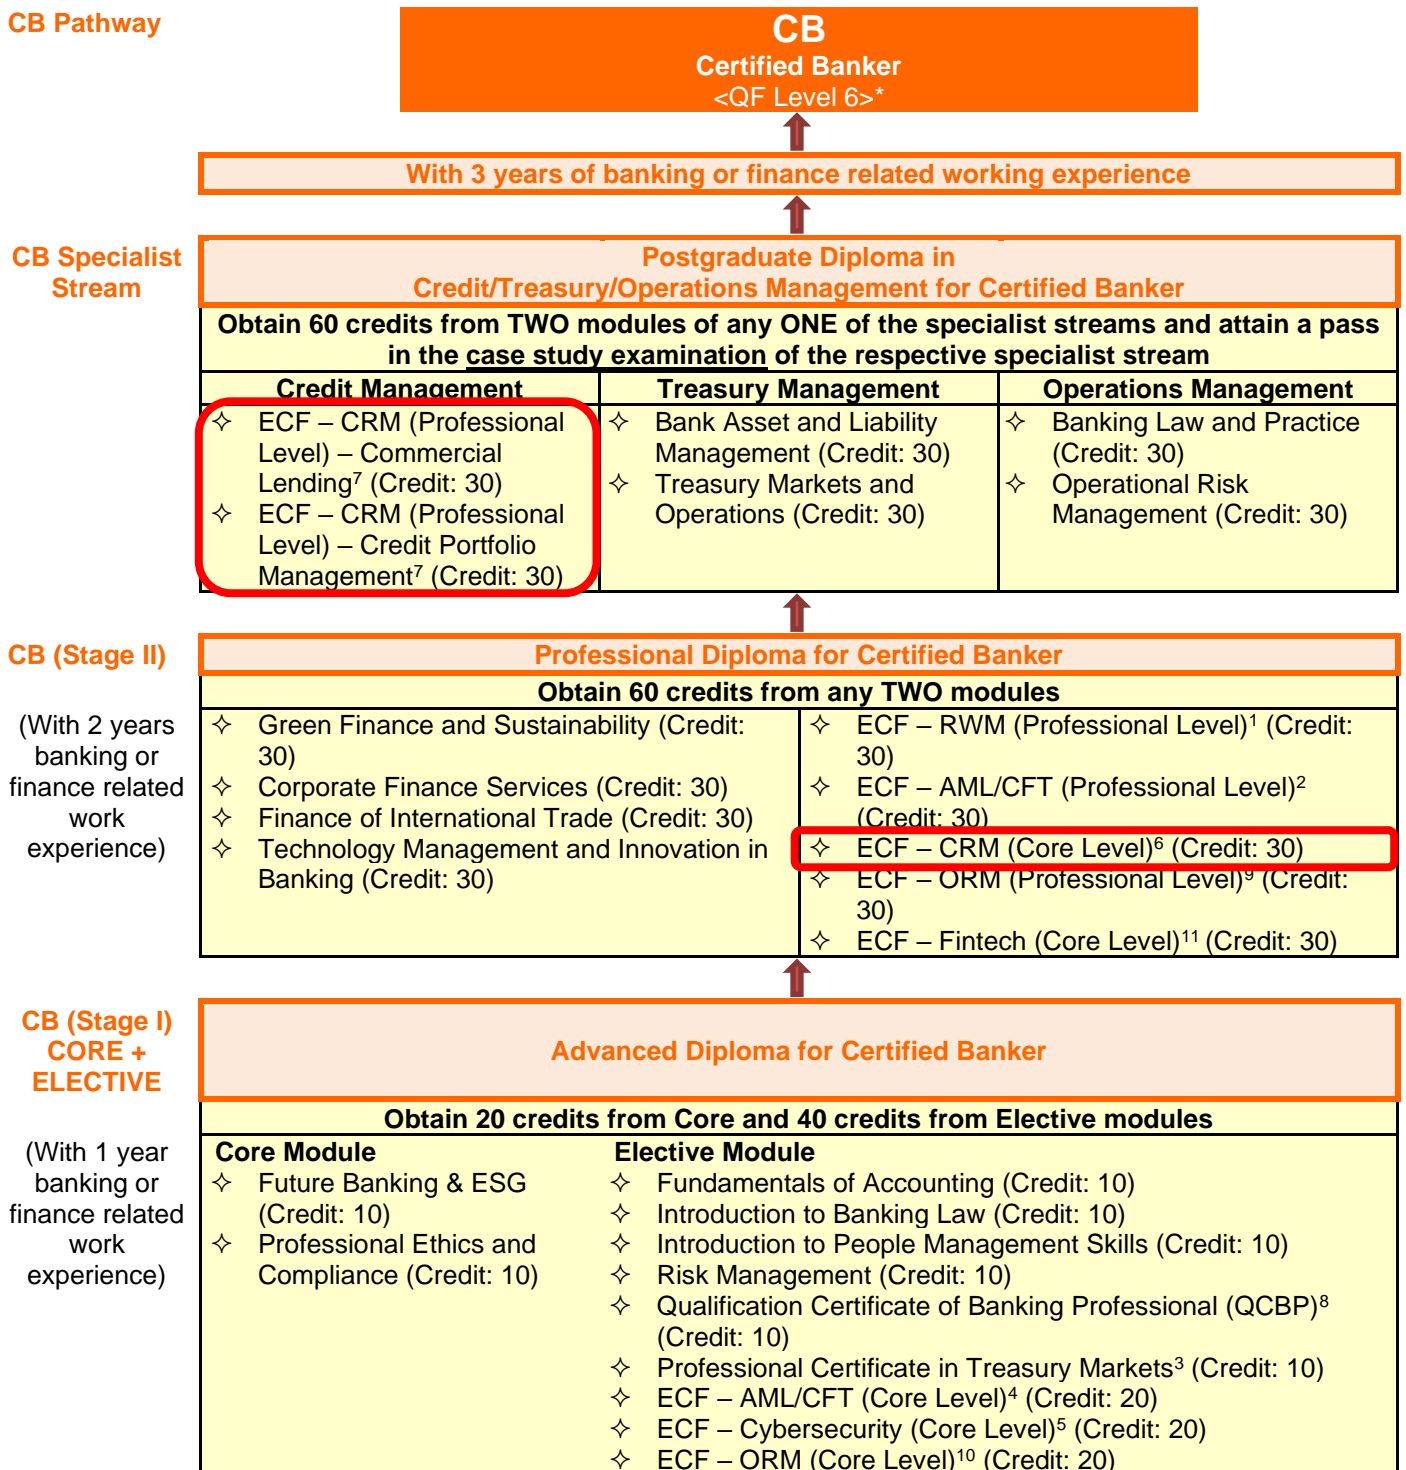 CB Pathway
CB
Certified Banker
<QF Level 6>*
With 3 years of banking or finance related working experience
CB Specialist
Stream
Postgraduate Diploma in
Credit/Treasury/Operations Management for Certified Banker
Obtain 60 credits from TWO modules of any ONE of the specialist streams and attain a pass
in the case study examination of the respective specialist stream
Credit Management
✧ ECF – CRM (Professional
Level) – Commercial
Lending⁷ (Credit: 30)
✧ ECF – CRM (Professional
Level) – Credit Portfolio
Management⁷ (Credit: 30)
Treasury Management
✧ Bank Asset and Liability
Management (Credit: 30)
✧ Treasury Markets and
Operations (Credit: 30)
Operations Management
✧ Banking Law and Practice
(Credit: 30)
✧ Operational Risk
Management (Credit: 30)
CB (Stage II)
(With 2 years
banking or
finance related
work
experience)
Professional Diploma for Certified Banker
Obtain 60 credits from any TWO modules
✧ Green Finance and Sustainability (Credit:
30)
✧ Corporate Finance Services (Credit: 30)
✧ Finance of International Trade (Credit: 30)
✧ Technology Management and Innovation in
Banking (Credit: 30)
✧ ECF – RWM (Professional Level)¹ (Credit:
30)
✧ ECF – AML/CFT (Professional Level)²
(Credit: 30)
✧ ECF – CRM (Core Level)⁶ (Credit: 30)
✧ ECF – ORM (Professional Level)⁹ (Credit:
30)
✧ ECF – Fintech (Core Level)¹¹ (Credit: 30)
CB (Stage I)
CORE +
ELECTIVE
(With 1 year
banking or
finance related
work
experience)
Advanced Diploma for Certified Banker
Obtain 20 credits from Core and 40 credits from Elective modules
Core Module
✧ Future Banking & ESG
(Credit: 10)
✧ Professional Ethics and
Compliance (Credit: 10)
Elective Module
✧ Fundamentals of Accounting (Credit: 10)
✧ Introduction to Banking Law (Credit: 10)
✧ Introduction to People Management Skills (Credit: 10)
✧ Risk Management (Credit: 10)
✧ Qualification Certificate of Banking Professional (QCBP)⁸
(Credit: 10)
✧ Professional Certificate in Treasury Markets³ (Credit: 10)
✧ ECF – AML/CFT (Core Level)⁴ (Credit: 20)
✧ ECF – Cybersecurity (Core Level)⁵ (Credit: 20)
✧ ECF – ORM (Core Level)¹⁰ (Credit: 20)